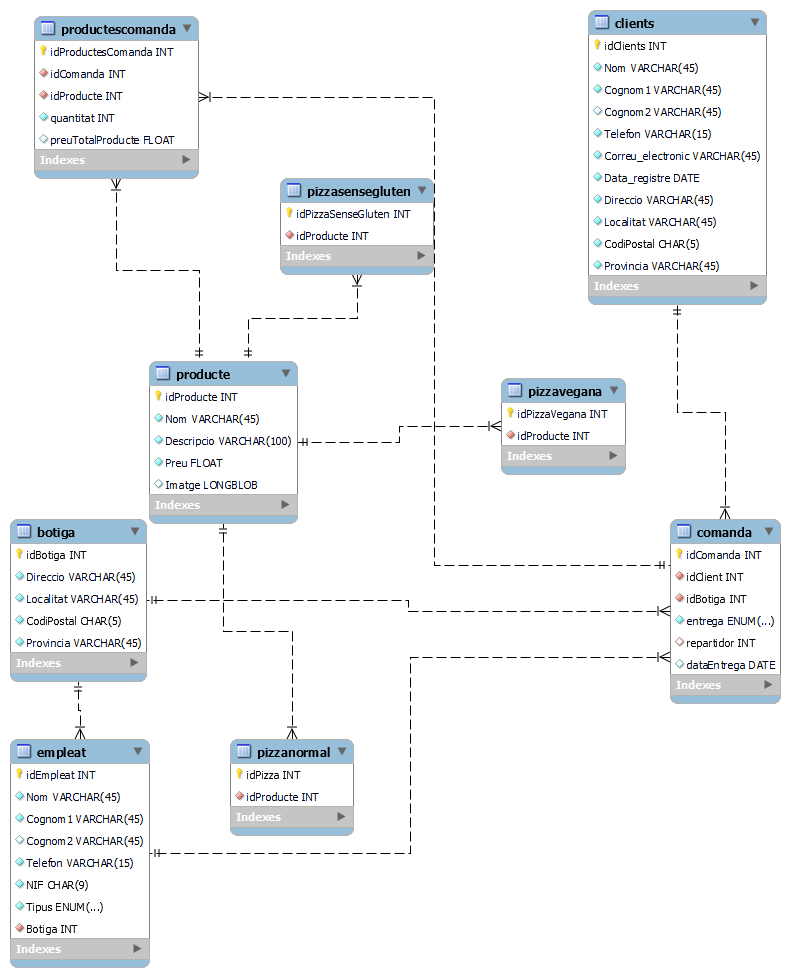 productescomanda
idProductesComanda INT
idComanda INT
idProducte INT
quantitat INT
preuTotalProducte FLOAT
Indexes
clients
idClients INT
Nom VARCHAR(45)
Cognom1 VARCHAR(45)
Cognom2 VARCHAR(45)
Telefon VARCHAR(15)
Correu_electronic VARCHAR(45)
Data_registre DATE
Direccio VARCHAR(45)
Localitat VARCHAR(45)
CodiPostal CHAR(5)
Provincia VARCHAR(45)
Indexes
pizzasensegluten
idPizzaSenseGluten INT
idProducte INT
Indexes
producte
idProducte INT
Nom VARCHAR(45)
Descripcio VARCHAR(100)
Preu FLOAT
Imatge LONGBLOB
Indexes
pizzavegana
idPizzaVegana INT
idProducte INT
Indexes
botiga
idBotiga INT
Direccio VARCHAR(45)
Localitat VARCHAR(45)
CodiPostal CHAR(5)
Provincia VARCHAR(45)
Indexes
comanda
idComanda INT
idClient INT
idBotiga INT
entrega ENUM(...)
repartidor INT
dataEntrega DATE
Indexes
empleat
idEmpleat INT
Nom VARCHAR(45)
Cognom1 VARCHAR(45)
Cognom2 VARCHAR(45)
Telefon VARCHAR(15)
NIF CHAR(9)
Tipus ENUM(...)
Botiga INT
Indexes
pizzanormal
idPizza INT
idProducte INT
Indexes